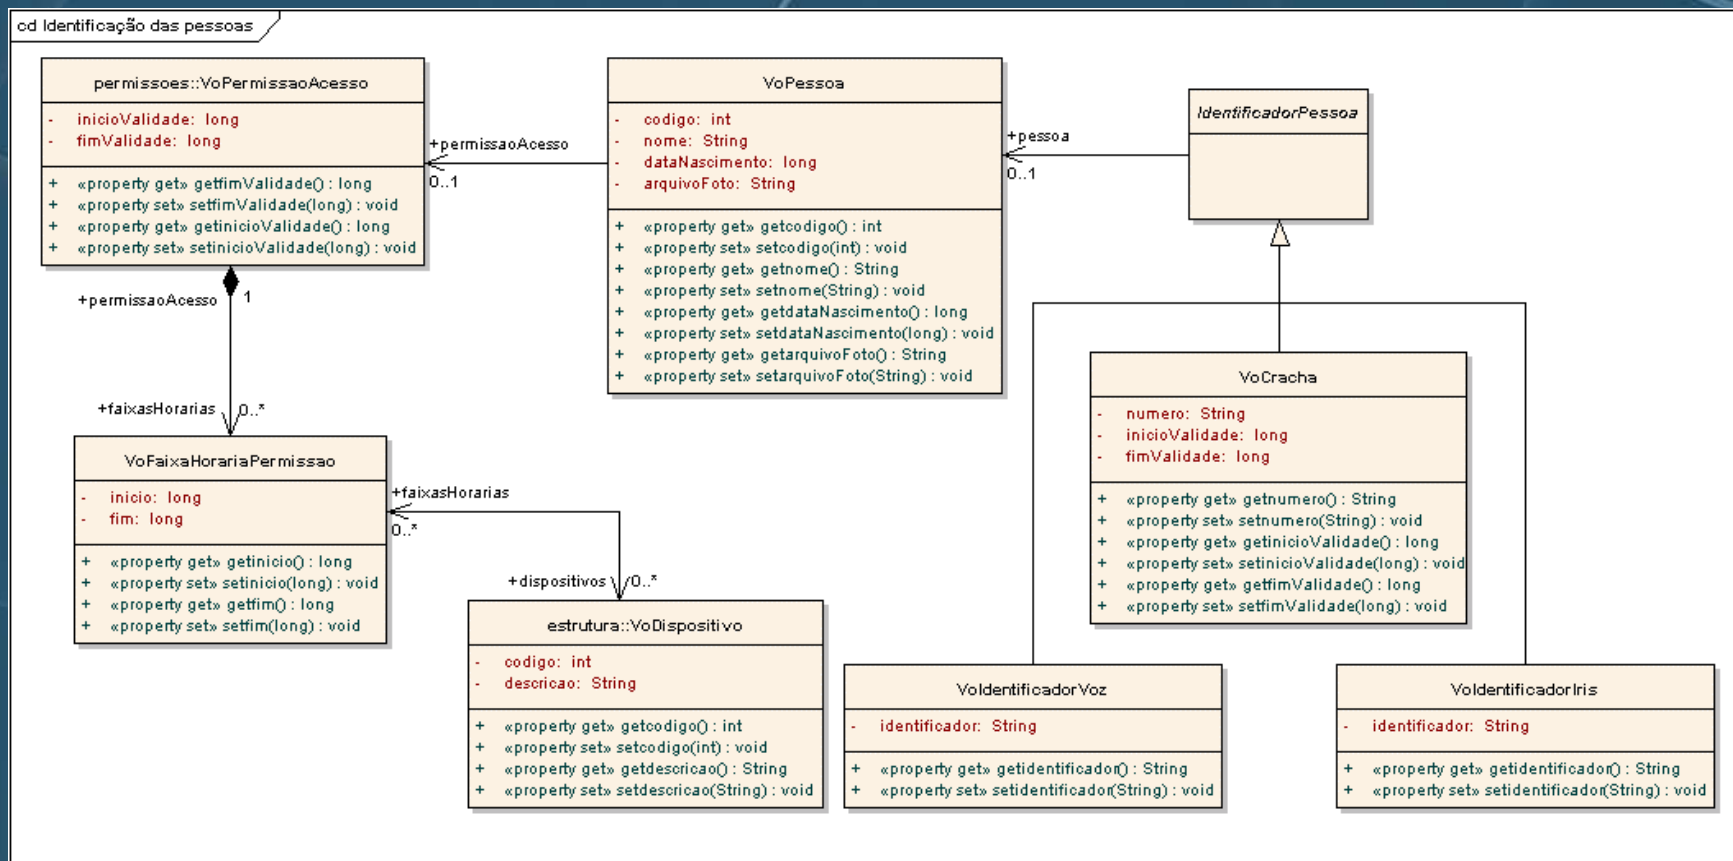 cd Identificação das pessoas
permissoes::VoPermissaoAcesso
- inicioValidade: long
- fimValidade: long
+ «property get» getfimValidade() : long
+ «property set» setfimValidade(long) : void
+ «property get» getinicioValidade() : long
+ «property set» setinicioValidade(long) : void
+permissaoAcesso
0..1
VoPessoa
- codigo: int
- nome: String
- dataNascimento: long
- arquivoFoto: String
+ «property get» getcodigo() : int
+ «property set» setcodigo(int) : void
+ «property get» getnome() : String
+ «property set» setnome(String) : void
+ «property get» getdataNascimento() : long
+ «property set» setdataNascimento(long) : void
+ «property get» getarquivoFoto() : String
+ «property set» setarquivoFoto(String) : void
+pessoa
0..1
IdentificadorPessoa
+permissaoAcesso
1
+faixasHorarias
0..*
VoFaixaHorariaPermissao
- inicio: long
- fim: long
+ «property get» getinicio() : long
+ «property set» setinicio(long) : void
+ «property get» getfim() : long
+ «property set» setfim(long) : void
+faixasHorarias
0..*
+dispositivos
0..*
estrutura::VoDispositivo
- codigo: int
- descricao: String
+ «property get» getcodigo() : int
+ «property set» setcodigo(int) : void
+ «property get» getdescricao() : String
+ «property set» setdescricao(String) : void
VoCracha
- numero: String
- inicioValidade: long
- fimValidade: long
+ «property get» getnumero() : String
+ «property set» setnumero(String) : void
+ «property get» getinicioValidade() : long
+ «property set» setinicioValidade(long) : void
+ «property get» getfimValidade() : long
+ «property set» setfimValidade(long) : void
VoIdentificadorVoz
- identificador: String
+ «property get» getidentificador() : String
+ «property set» setidentificador(String) : void
VoIdentificadorIris
- identificador: String
+ «property get» getidentificador() : String
+ «property set» setidentificador(String) : void